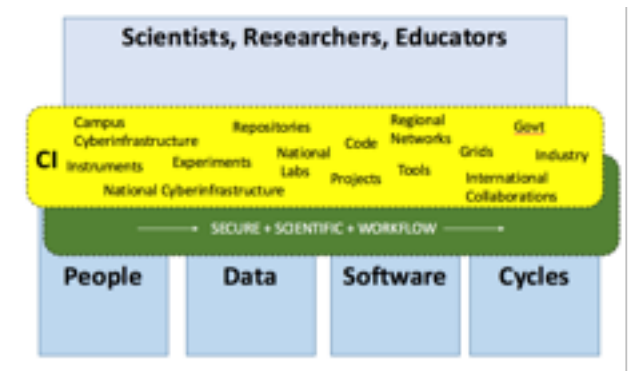 Scientists, Researchers, Educators
Campus
Cyberinfrastructure
Repositories
Regional
Networks
Govt
CI
Instruments
Experiments
National
Labs
Code
Projects
Tools
Grids
Industry
National Cyberinfrastructure
International
Collaborations
SECURE + SCIENTIFIC + WORKFLOW
People
Data
Software
Cycles